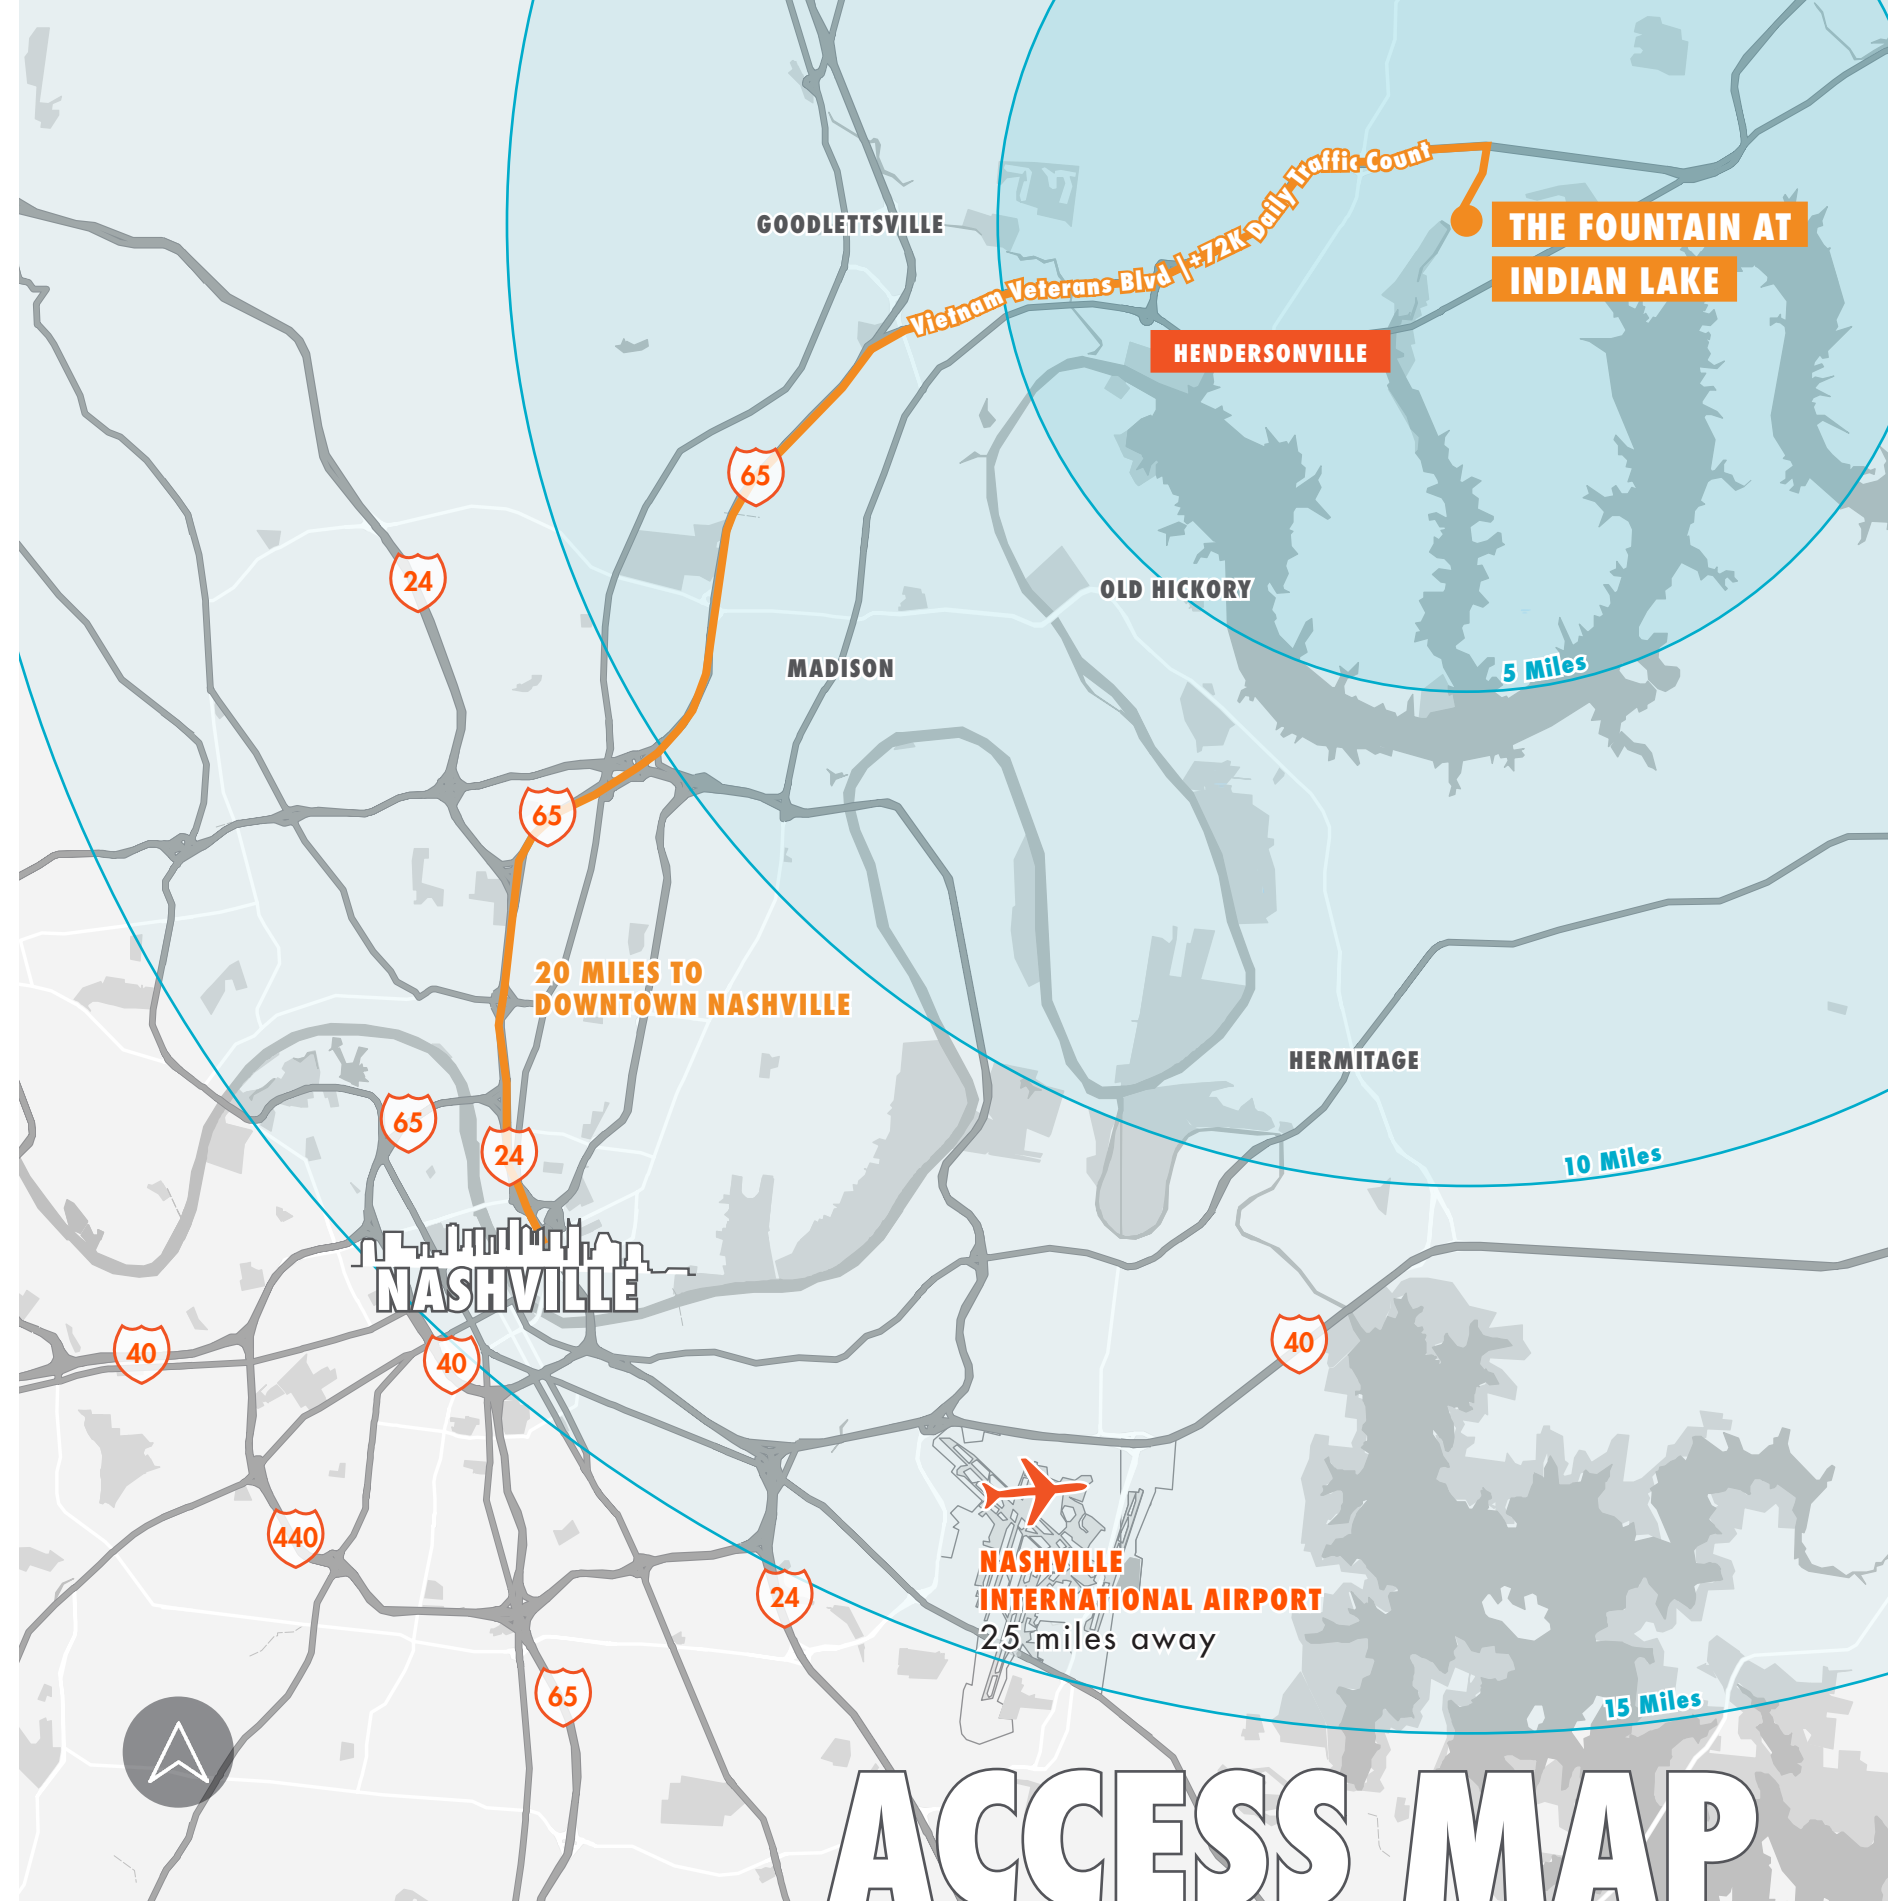 GOODLETTSVILLE
Vietnam Veterans Blvd | +72K Daily Traffic Count
THE FOUNTAIN AT
INDIAN LAKE
HENDERSONVILLE
65
24
OLD HICKORY
MADISON
5 Miles
65
20 MILES TO
DOWNTOWN NASHVILLE
HERMITAGE
65
24
10 Miles
NASHVILLE
40
40
40
440
NASHVILLE
INTERNATIONAL AIRPORT
25 miles away
24
65
15 Miles
ACCESS MAP